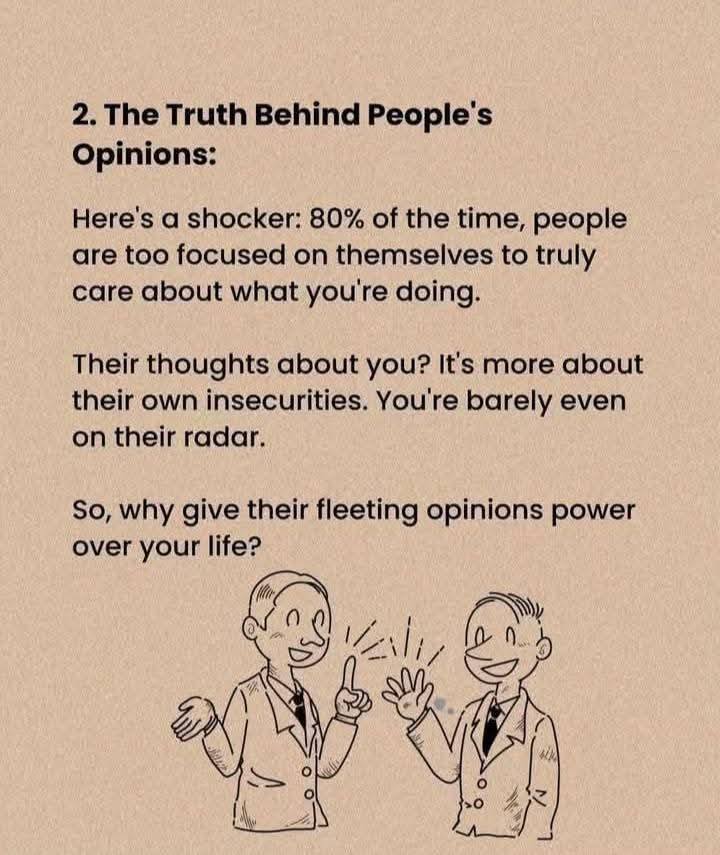 2. The Truth Behind People's
Opinions:
Here's a shocker: 80% of the time, people
are too focused on themselves to truly
care about what you're doing.
Their thoughts about you? It's more about
their own insecurities. You're barely even
on their radar.
So, why give their fleeting opinions power
over your life?